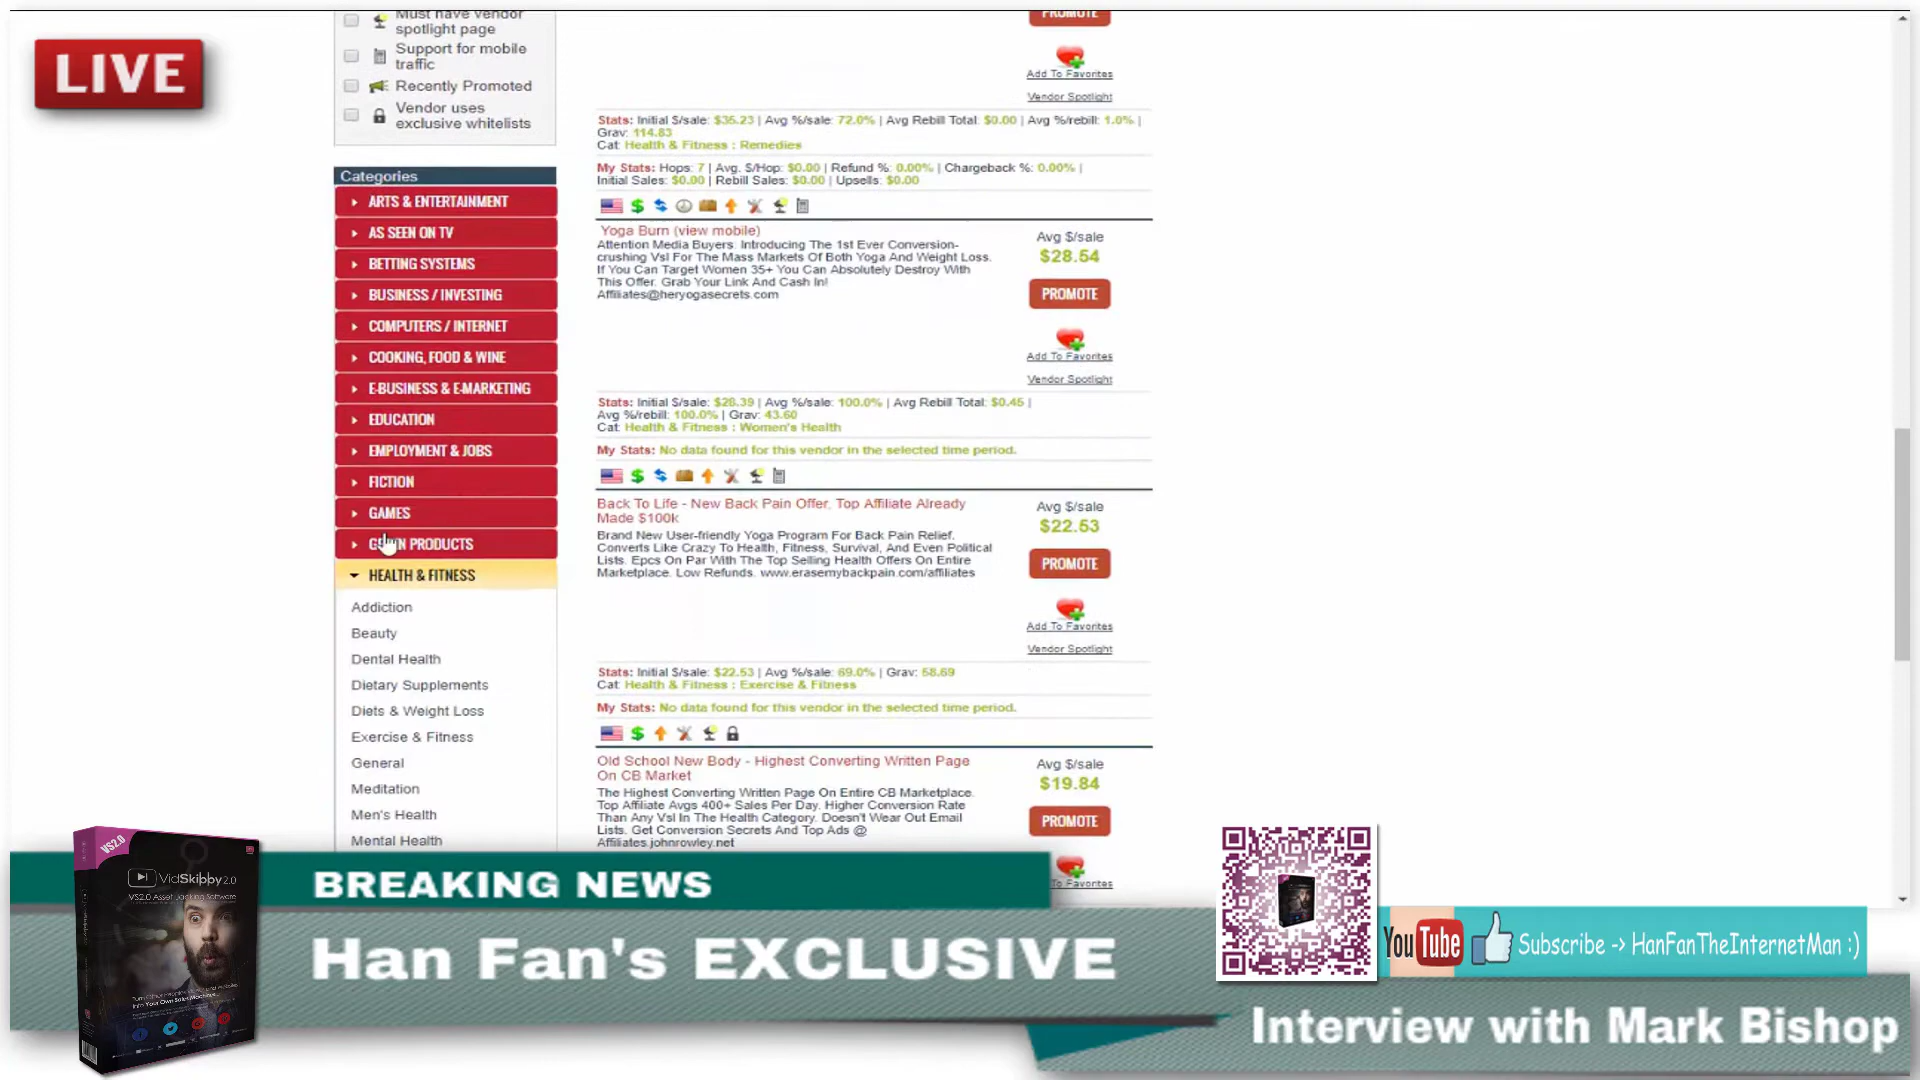 LIVE
Must have vendor
spotlight page
Support for mobile
traffic
Recently Promoted
Vendor uses
exclusive whitelists
Categories
ARTS & ENTERTAINMENT
AS SEEN ON TV
BETTING SYSTEMS
BUSINESS / INVESTING
COMPUTERS / INTERNET
COOKING, FOOD & WINE
E-BUSINESS & E-MARKETING
EDUCATION
EMPLOYMENT & JOBS
FICTION
GAMES
PRODUCTS
HEALTH & FITNESS
Addiction
Beauty
Dental Health
Dietary Supplements
Diets & Weight Loss
Exercise & Fitness
General
Meditation
Men's Health
Mental Health
PROMOTE
Add To Favorites
Vendor Spotlight
Stats: Initial $/sale: $35.23 | Avg %/sale: 72.0% | Avg Rebill Total: $0.00 | Avg %/rebill: 1.0% |
Grav: 114.83
Cat: Health & Fitness : Remedies
My Stats: Hops: 7 | Avg. $/Hop: $0.00 | Refund %: 0.00% | Chargeback %: 0.00% |
Initial Sales: $0.00 | Rebill Sales: $0.00 | Upsells: $0.00
Yoga Burn (view mobile)
Attention Media Buyers: Introducing The 1st Ever Conversion-
crushing Vsl For The Mass Markets Of Both Yoga And Weight Loss.
If You Can Target Women 35+ You Can Absolutely Destroy With
This Offer. Grab Your Link And Cash In!
Affiliates@heryogasecrets.com
Avg $/sale
$28.54
PROMOTE
Add To Favorites
Vendor Spotlight
Stats: Initial $/sale: $28.39 | Avg %/sale: 100.0% | Avg Rebill Total: $0.45 |
Avg %/rebill: 100.0% | Grav: 43.60
Cat: Health & Fitness : Women's Health
My Stats: No data found for this vendor in the selected time period.
Back To Life - New Back Pain Offer, Top Affiliate Already
Made $100k
Brand New User-friendly Yoga Program For Back Pain Relief.
Converts Like Crazy To Health, Fitness, Survival, And Even Political
Lists. Epcs On Par With The Top Selling Health Offers On Entire
Marketplace. Low Refunds. www.erasemybackpain.com/affiliates
Avg $/sale
$22.53
PROMOTE
Add To Favorites
Vendor Spotlight
Stats: Initial $/sale: $22.53 | Avg %/sale: 69.0% | Grav: 58.69
Cat: Health & Fitness : Exercise & Fitness
My Stats: No data found for this vendor in the selected time period.
Old School New Body - Highest Converting Written Page
On CB Market
The Highest Converting Written Page On Entire CB Marketplace.
Top Affiliate Avgs 400+ Sales Per Day. Higher Conversion Rate
Than Any Vsl In The Health Category. Doesn't Wear Out Email
Lists. Get Conversion Secrets And Top Ads @
Affiliates.johnrowley.net
Avg $/sale
$19.84
PROMOTE
Favorites
VS2.0
VidSkippy 2.0
VS2.0 Asset Jacking Software
BREAKING NEWS
Han Fan's EXCLUSIVE
YouTube
Subscribe -> HanFanTheInternetMan :)
Interview with Mark Bishop